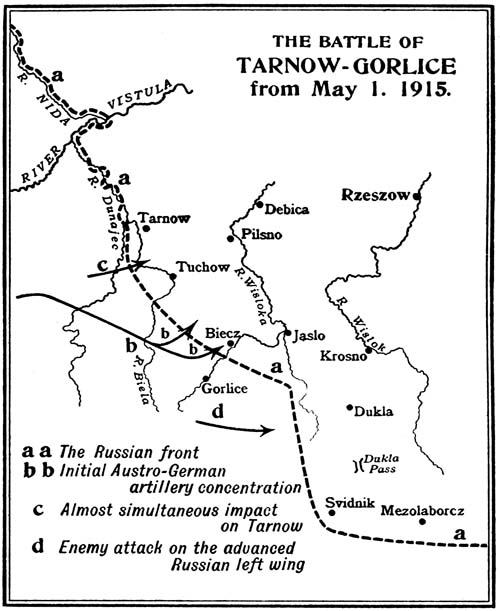 THE BATTLE OF
TARNOW-GORLICE
from May 1. 1915.
a
R. NIDA
VISTULA
RIVER
a
R. Dunajec
Tarnow
c
Tuchow
Debica
Pilsno
R. Wisloka
Rzeszow
R. Wislok
b
b
b
Biecz
Jaslo
Krosno
a
R. Biela
Gorlice
d
Dukla
Dukla
Pass
Svidnik
Mezolaborcz
a
a a The Russian front
b b Initial Austro-German
artillery concentration
c Almost simultaneous impact
on Tarnow
d Enemy attack on the advanced
Russian left wing